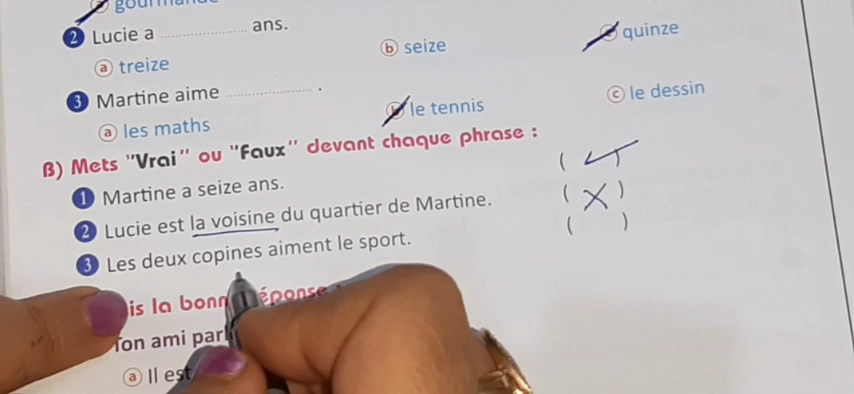 gourmande
2 Lucie a .................... ans.
a treize b seize c quinze
3 Martine aime .................... .
a les maths b le tennis c le dessin
B) Mets "Vrai" ou "Faux" devant chaque phrase :
1 Martine a seize ans. ( ✓ )
2 Lucie est la voisine du quartier de Martine. ( X )
3 Les deux copines aiment le sport. ( )
is la bonn éponse
Ton ami par
a Il est